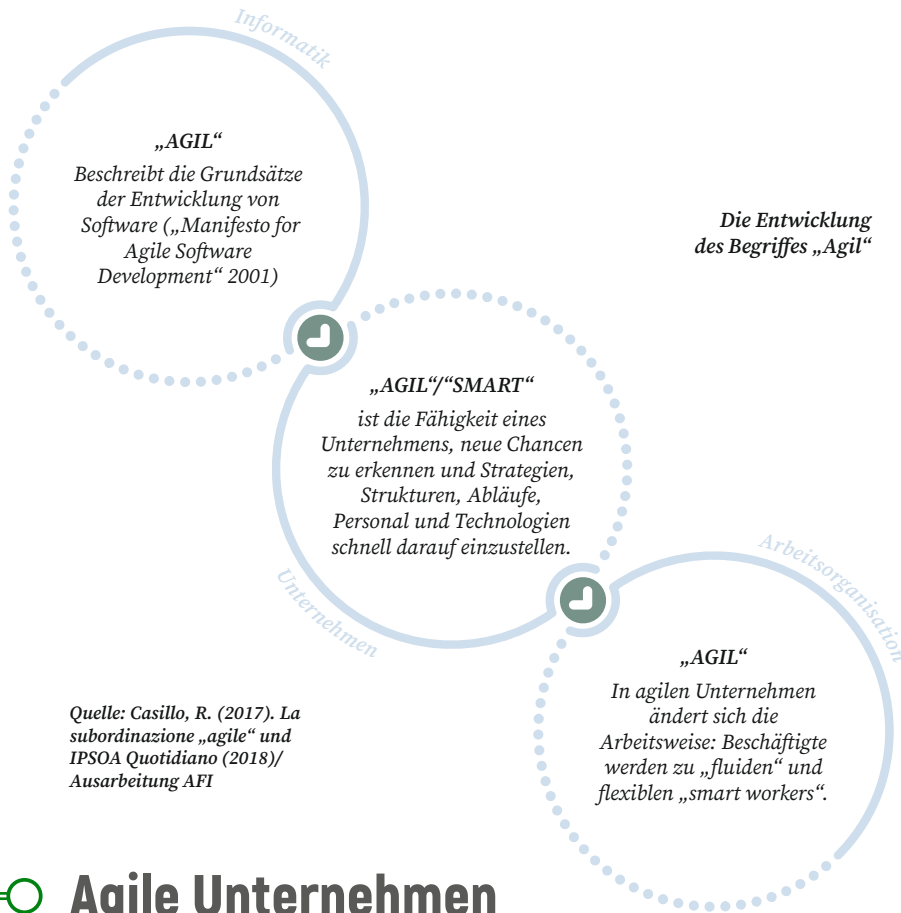 Informatik
„AGIL“
Beschreibt die Grundsätze
der Entwicklung von
Software („Manifesto for
Agile Software
Development“ 2001)
Die Entwicklung
des Begriffes „Agil“
„AGIL“/“SMART“
ist die Fähigkeit eines
Unternehmens, neue Chancen
zu erkennen und Strategien,
Strukturen, Abläufe,
Personal und Technologien
schnell darauf einzustellen.
Unternehmen
Arbeitsorganisation
„AGIL“
In agilen Unternehmen
ändert sich die
Arbeitsweise: Beschäftigte
werden zu „fluiden“ und
flexiblen „smart workers“.
Quelle: Casillo, R. (2017). La
subordinazione „agile“ und
IPSOA Quotidiano (2018)/
Ausarbeitung AFI
Agile Unternehmen